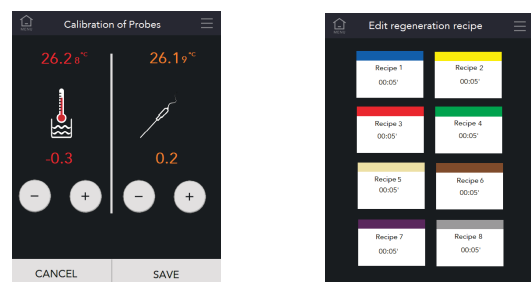 MENU
Calibration of Probes
26.28°C
26.19°C
-0.3
0.2
−
+
−
+
CANCEL
SAVE
MENU
Edit regeneration recipe
Recipe 1
00:05'
Recipe 2
00:05'
Recipe 3
00:05'
Recipe 4
00:05'
Recipe 5
00:05'
Recipe 6
00:05'
Recipe 7
00:05'
Recipe 8
00:05'